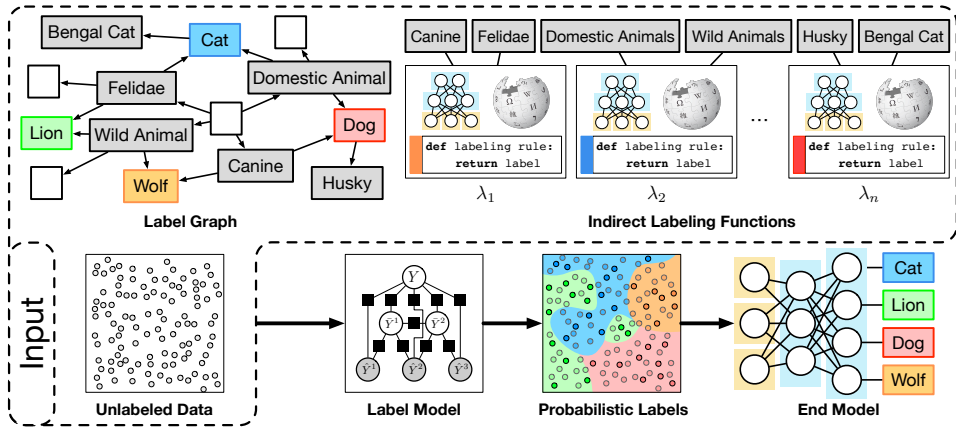 Bengal Cat
Cat
Domestic Animal
Felidae
Lion
Wild Animal
Dog
Canine
Wolf
Husky
Label Graph
Canine Felidae Domestic Animals Wild Animals Husky Bengal Cat
def labeling rule:
return label
def labeling rule:
return label
...
def labeling rule:
return label
λ1 λ2 λn
Indirect Labeling Functions
Input
Unlabeled Data
Y
Ȳ1 Ȳ2
Ŷ1 Ŷ2 Ŷ3
Label Model
Probabilistic Labels
Cat
Lion
Dog
Wolf
End Model